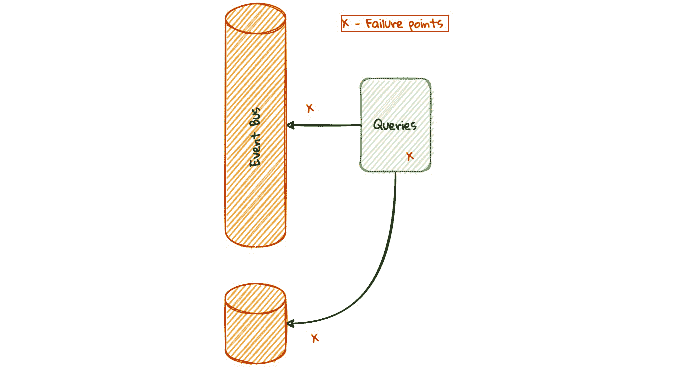 X - Failure points
X
Event Bus
Queries
X
X